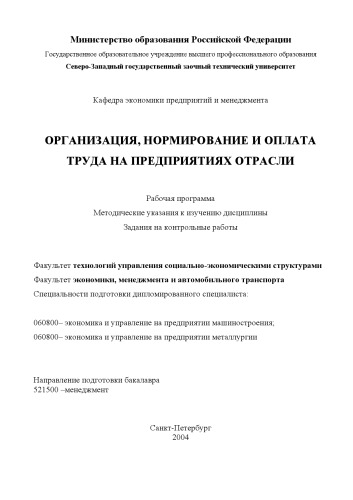 Министерство образования Российской Федерации
Государственное образовательное учреждение высшего профессионального образования
Северо-Западный государственный заочный технический университет
Кафедра экономики предприятий и менеджмента
ОРГАНИЗАЦИЯ, НОРМИРОВАНИЕ И ОПЛАТА
ТРУДА НА ПРЕДПРИЯТИЯХ ОТРАСЛИ
Рабочая программа
Методические указания к изучению дисциплины
Задания на контрольные работы
Факультет технологий управления социально-экономическими структурами
Факультет экономики, менеджмента и автомобильного транспорта
Специальности подготовки дипломированного специалиста:
060800– экономика и управление на предприятии машиностроения;
060800– экономика и управление на предприятии металлургии
Направление подготовки бакалавра
521500 –менеджмент
Санкт-Петербург
2004